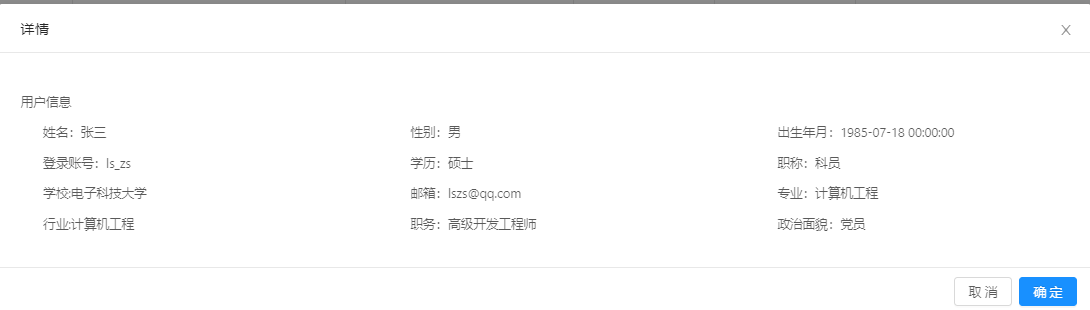 详情
用户信息
姓名：张三 性别：男 出生年月：1985-07-18 00:00:00
登录账号：ls_zs 学历：硕士 职称：科员
学校:电子科技大学 邮箱：lszs@qq.com 专业：计算机工程
行业:计算机工程 职务：高级开发工程师 政治面貌：党员
取 消 确 定